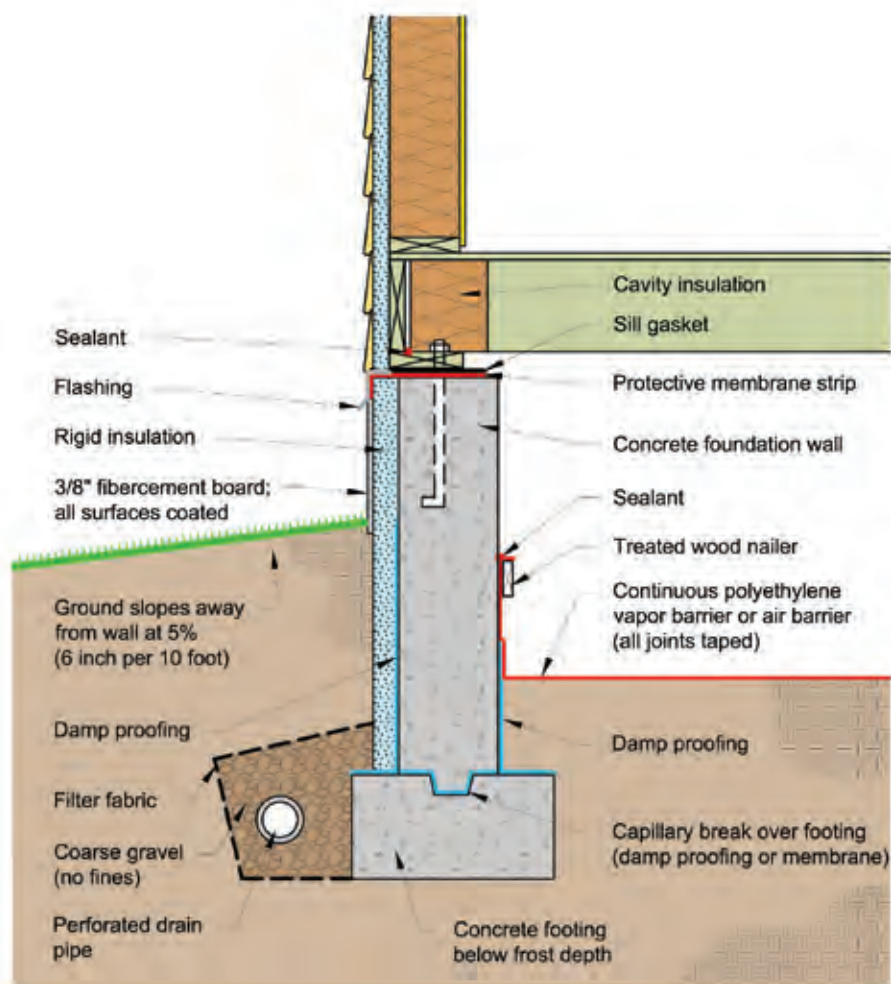 Sealant
Flashing
Rigid insulation
3/8" fibercement board;
all surfaces coated
Ground slopes away
from wall at 5%
(6 inch per 10 foot)
Damp proofing
Filter fabric
Coarse gravel
(no fines)
Perforated drain
pipe
Cavity insulation
Sill gasket
Protective membrane strip
Concrete foundation wall
Sealant
Treated wood nailer
Continuous polyethylene
vapor barrier or air barrier
(all joints taped)
Damp proofing
Capillary break over footing
(damp proofing or membrane)
Concrete footing
below frost depth